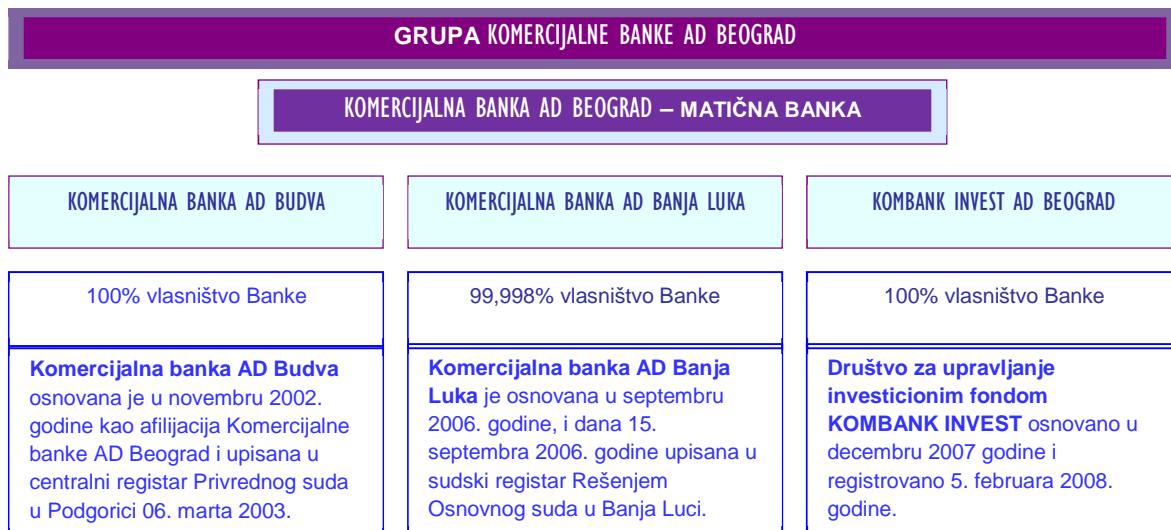 GRUPA KOMERCIJALNE BANKE AD BEOGRAD
KOMERCIJALNA BANKA AD BEOGRAD – MATIČNA BANKA
KOMERCIJALNA BANKA AD BUDVA
KOMERCIJALNA BANKA AD BANJA LUKA
KOMBANK INVEST AD BEOGRAD
100% vlasništvo Banke
99,998% vlasništvo Banke
100% vlasništvo Banke
Komercijalna banka AD Budva
osnovana je u novembru 2002.
godine kao afilijacija Komercijalne
banke AD Beograd i upisana u
centralni registar Privrednog suda
u Podgorici 06. marta 2003.
Komercijalna banka AD Banja
Luka je osnovana u septembru
2006. godine, i dana 15.
septembra 2006. godine upisana u
sudski registar Rešenjem
Osnovnog suda u Banja Luci.
Društvo za upravljanje
investicionim fondom
KOMBANK INVEST osnovano u
decembru 2007 godine i
registrovano 5. februara 2008.
godine.